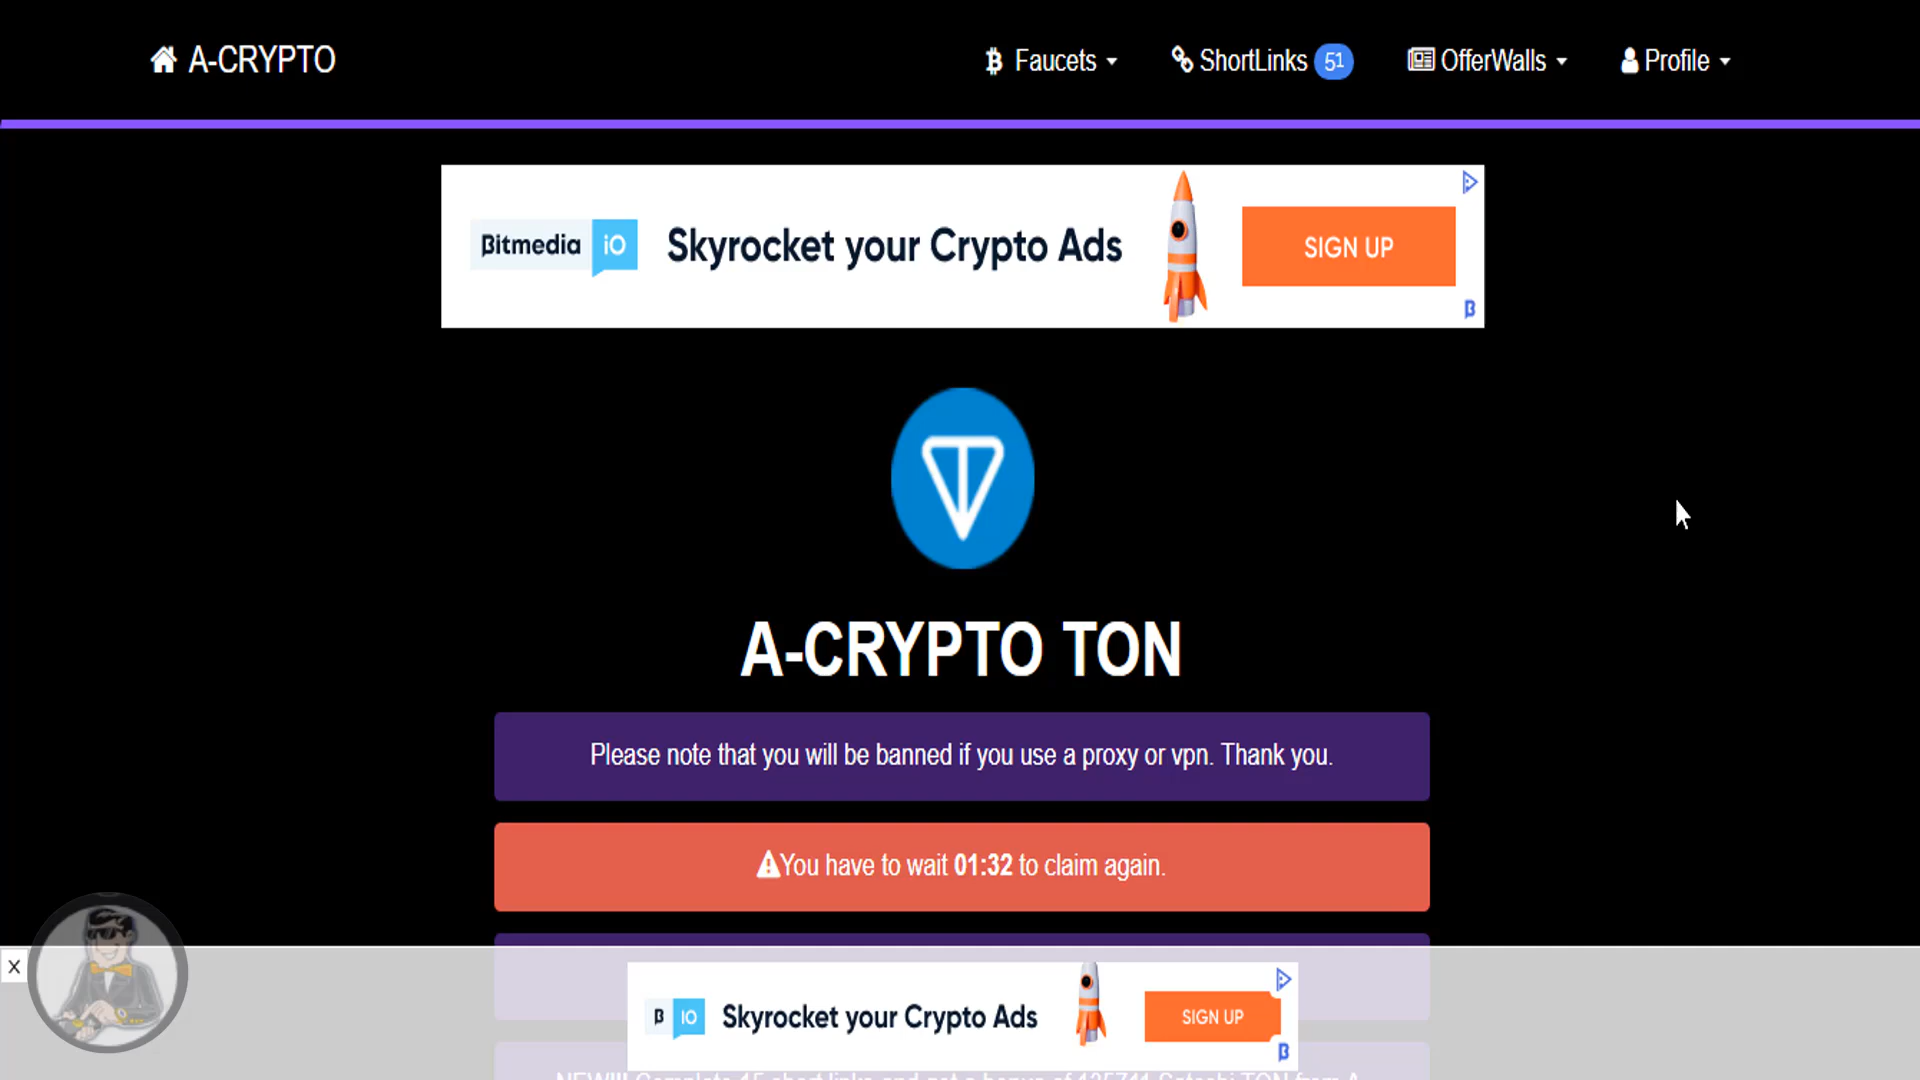 A-CRYPTO
Faucets
ShortLinks 51
OfferWalls
Profile
Bitmedia iO
Skyrocket your Crypto Ads
SIGN UP
A-CRYPTO TON
Please note that you will be banned if you use a proxy or vpn. Thank you.
You have to wait 01:32 to claim again.
X
B IO
Skyrocket your Crypto Ads
SIGN UP